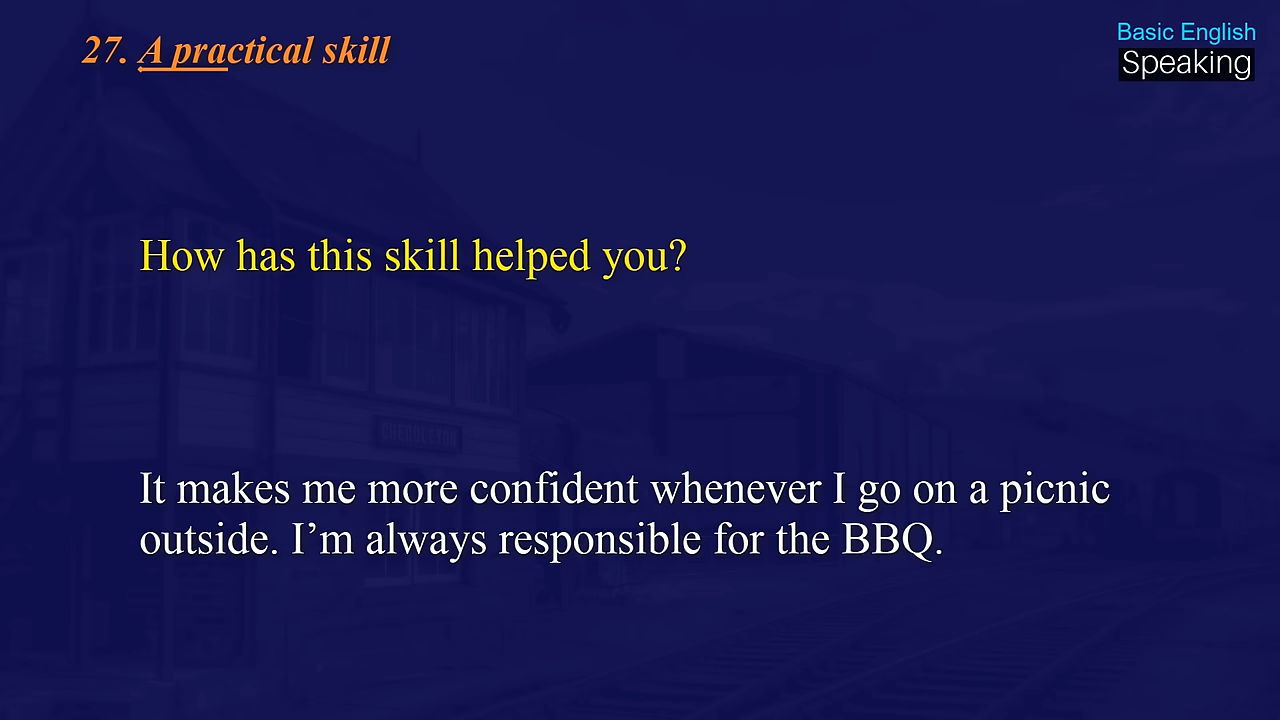 27. A practical skill
Basic English
Speaking
How has this skill helped you?
It makes me more confident whenever I go on a picnic
outside. I’m always responsible for the BBQ.